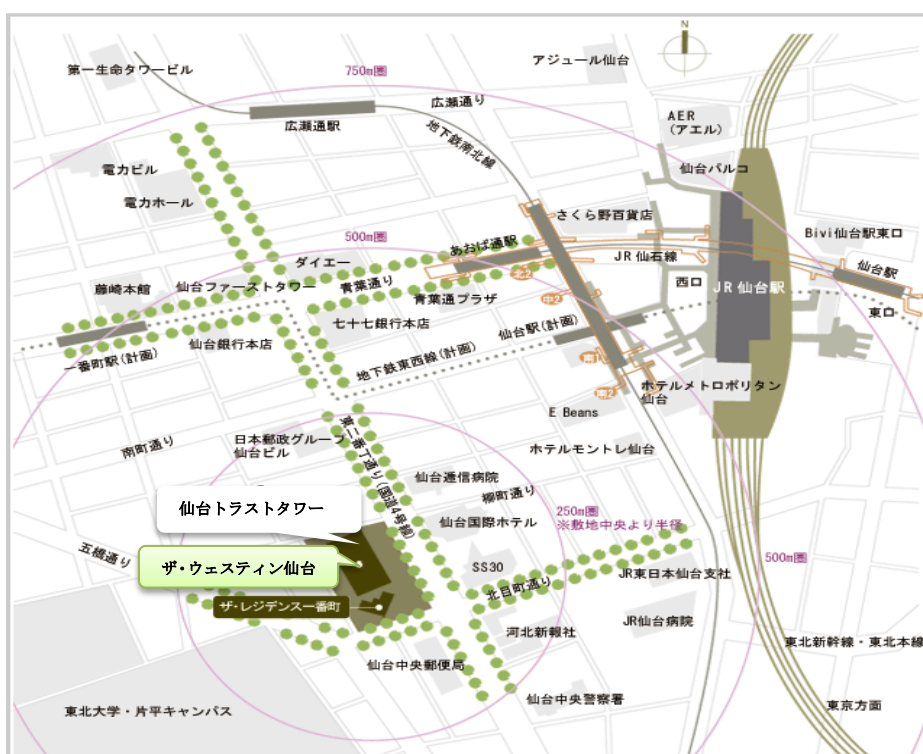 N
アジュール仙台
第一生命タワービル
750m圏
広瀬通り
広瀬通駅
地下鉄南北線
AER
(アエル)
仙台パルコ
電力ビル
電力ホール
さくら野百貨店
500m圏
あおば通駅
Bivi仙台駅東口
ダイエー
JR仙石線
仙台駅
北2
青葉通り
西口
JR仙台駅
藤崎本館
仙台ファーストタワー
青葉通プラザ
中2
東口
七十七銀行本店
仙台駅(計画)
仙台銀行本店
一番町駅(計画)
地下鉄東西線(計画)
南1
南2
ホテルメトロポリタン
仙台
E Beans
南町通り
日本郵政グループ
仙台ビル
東二番丁通り(国道4号線)
ホテルモントレ仙台
仙台逓信病院
柳町通り
仙台トラストタワー
250m圏
※敷地中央より半径
仙台国際ホテル
五橋通り
ザ・ウェスティン仙台
500m圏
SS30
JR東日本仙台支社
北目町通り
ザ・レジデンス一番町
河北新報社
JR仙台病院
東北新幹線・東北本線
仙台中央郵便局
仙台中央警察署
東京方面
東北大学・片平キャンパス